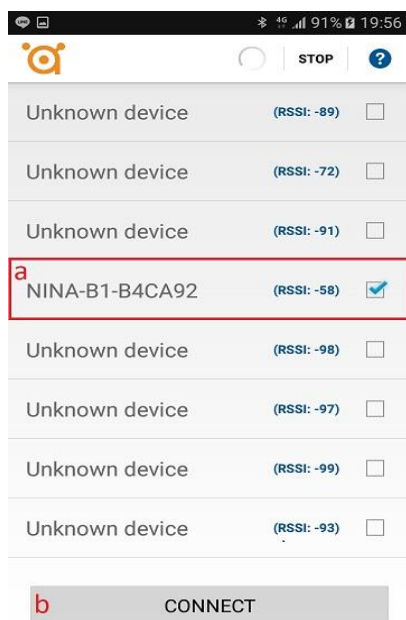 4G 91% 19:56
STOP ?
Unknown device (RSSI: -89)
Unknown device (RSSI: -72)
Unknown device (RSSI: -91)
a
NINA-B1-B4CA92 (RSSI: -58)
Unknown device (RSSI: -98)
Unknown device (RSSI: -97)
Unknown device (RSSI: -99)
Unknown device (RSSI: -93)
b CONNECT